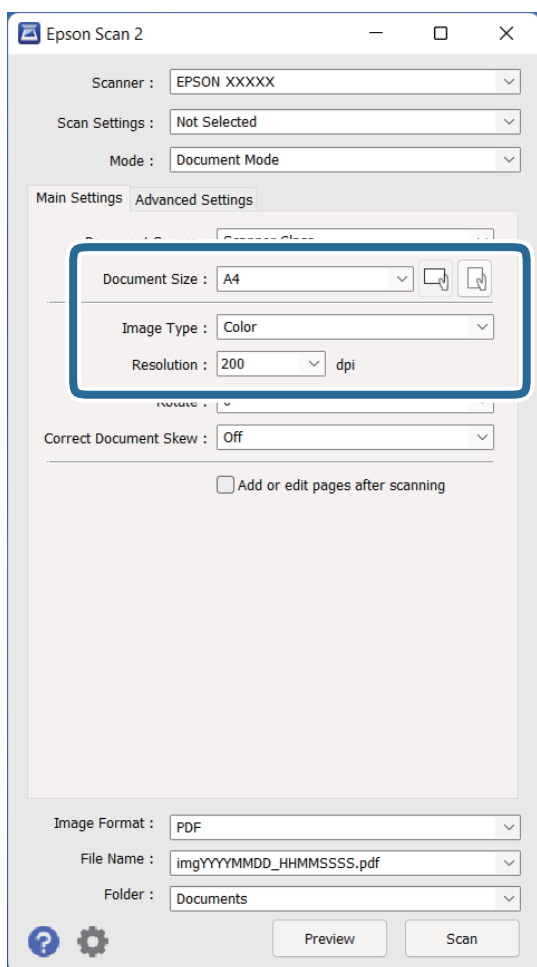 Epson Scan 2
Scanner : EPSON XXXXX
Scan Settings : Not Selected
Mode : Document Mode
Main Settings Advanced Settings
Document Size : A4
Image Type : Color
Resolution : 200 dpi
Correct Document Skew : Off
Add or edit pages after scanning
Image Format : PDF
File Name : imgYYYYMMDD_HHMMSSSS.pdf
Folder : Documents
Preview Scan